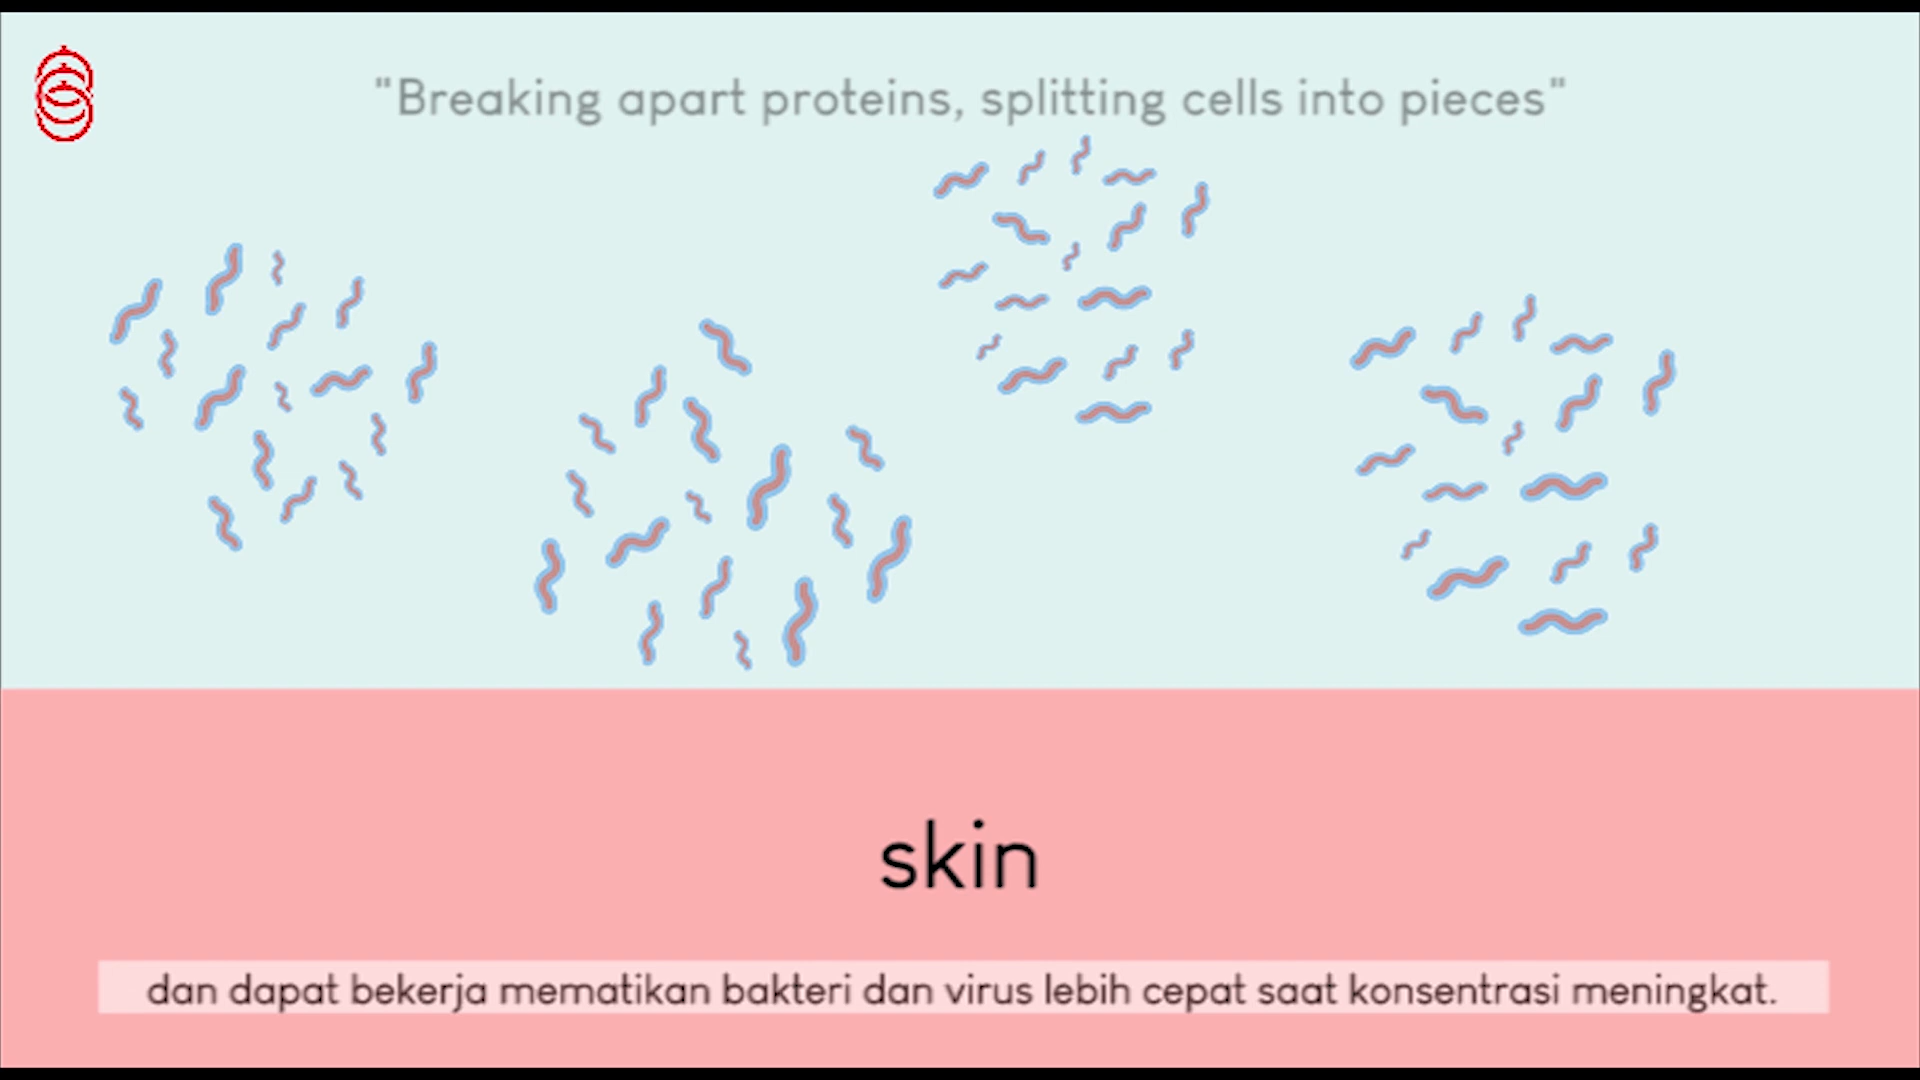 "Breaking apart proteins, splitting cells into pieces"
skin
dan dapat bekerja mematikan bakteri dan virus lebih cepat saat konsentrasi meningkat.